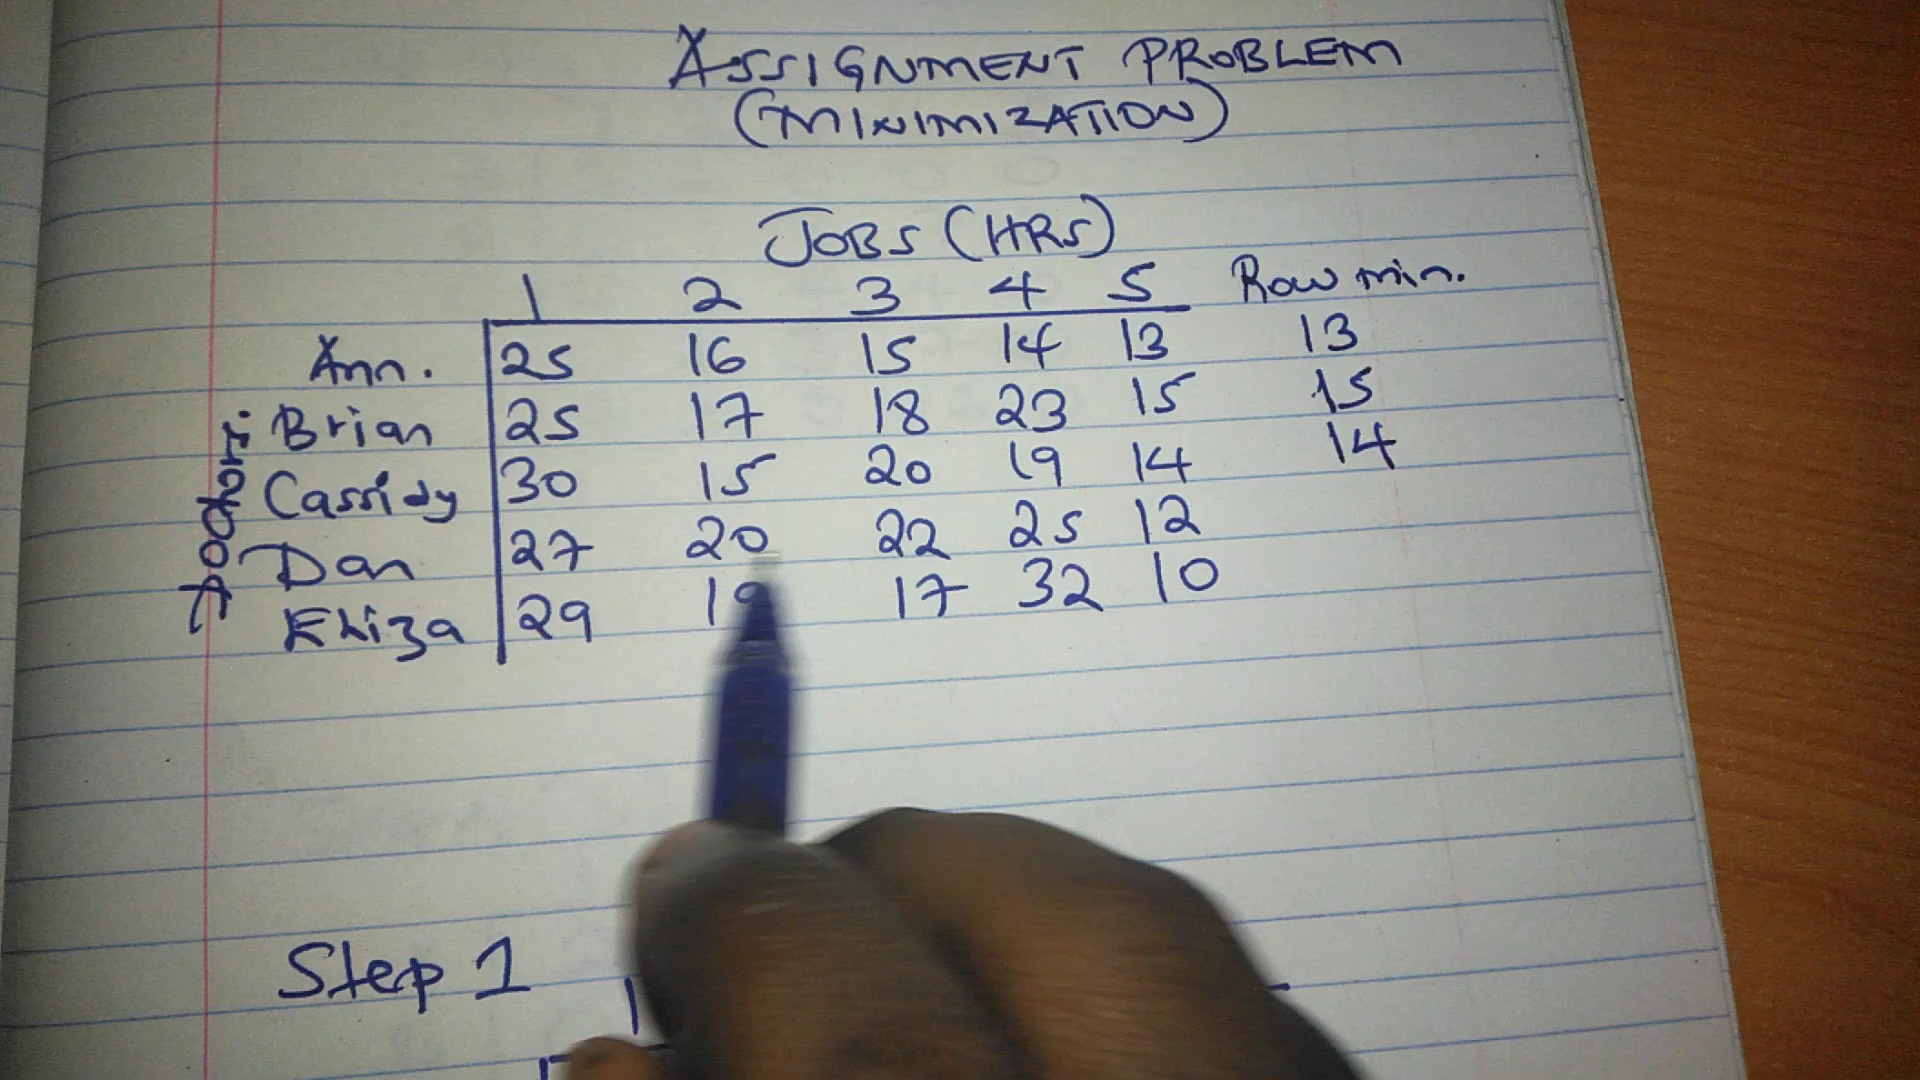 ASSIGNMENT PROBLEM
(MINIMIZATION)
JOBS (HRS)
1 2 3 4 5 Row min.
Ann. 25 16 15 14 13 13
Brian 25 17 18 23 15 15
Cassidy 30 15 20 19 14 14
Dan 27 20 22 25 12
Eliza 29 19 17 32 10
Step 1
1